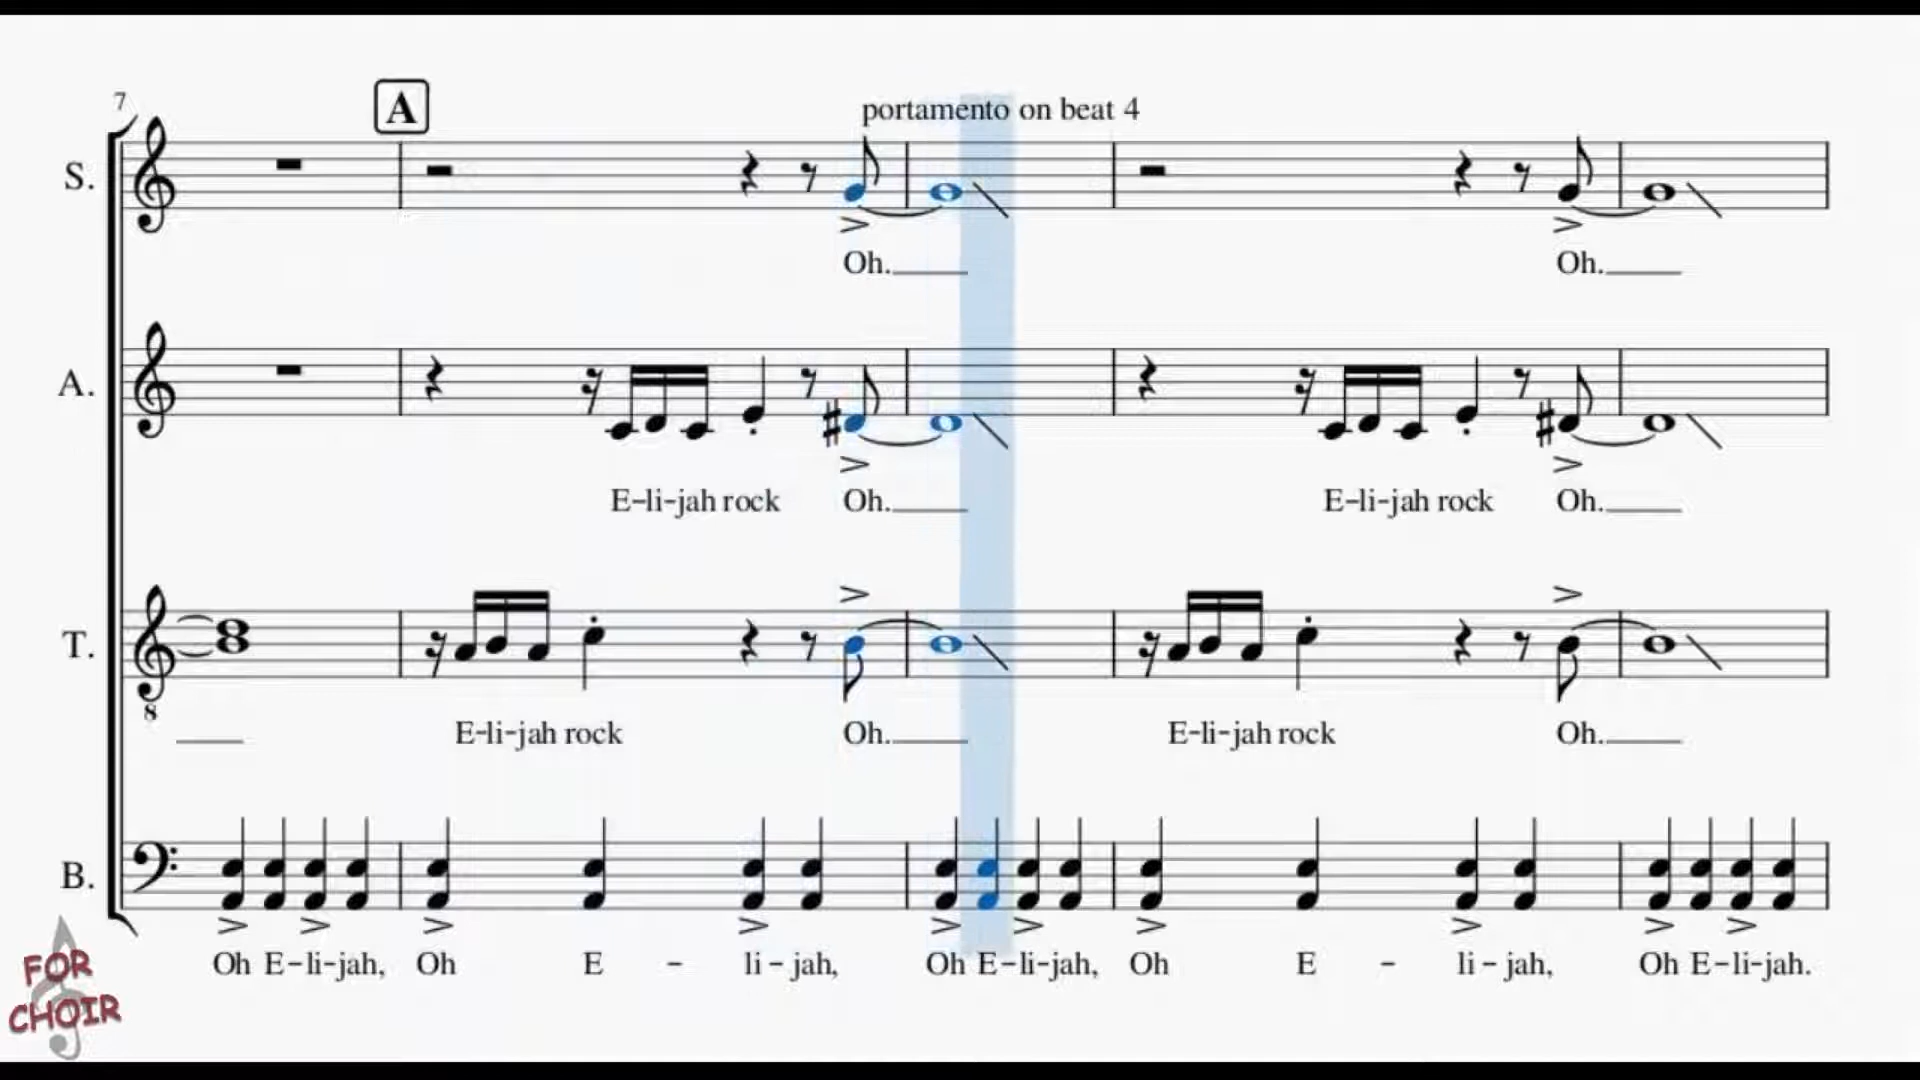 7
A
portamento on beat 4
S.
Oh. Oh.
A.
E-li-jah rock Oh. E-li-jah rock Oh.
T.
8
E-li-jah rock Oh. E-li-jah rock Oh.
B.
Oh E-li-jah, Oh E - li-jah, Oh E-li-jah, Oh E - li-jah, Oh E-li-jah.
FOR
CHOIR